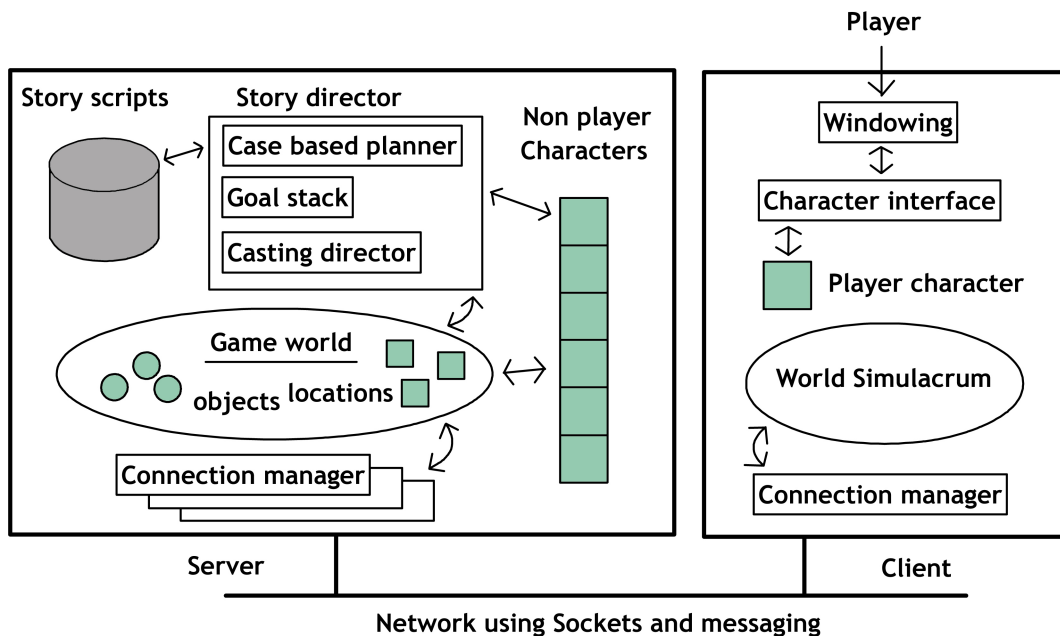 Player
Story scripts
Story director
Case based planner
Goal stack
Casting director
Non player
Characters
Game world
objects
locations
Connection manager
Server
Windowing
Character interface
Player character
World Simulacrum
Connection manager
Client
Network using Sockets and messaging